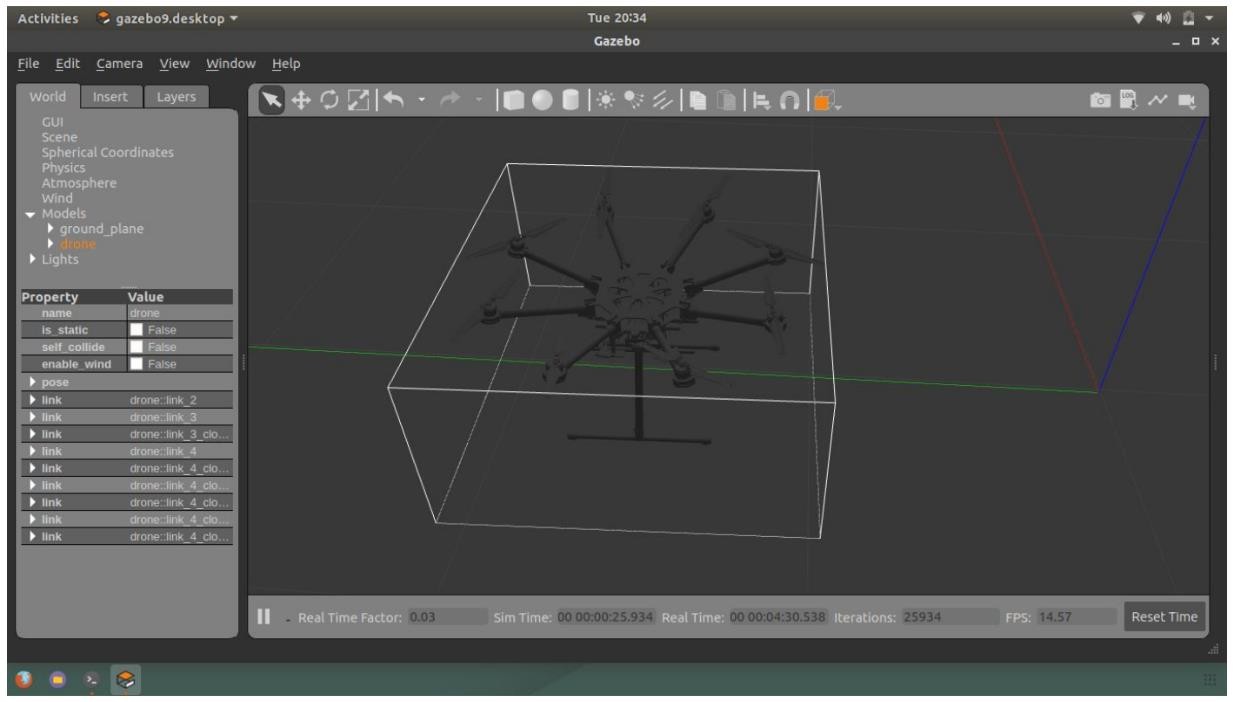 Activities gazebo9.desktop Tue 20:34
Gazebo
File Edit Camera View Window Help
World Insert Layers
GUI
Scene
Spherical Coordinates
Physics
Atmosphere
Wind
Models
ground_plane
drone
Lights
Property Value
name drone
is_static False
self_collide False
enable_wind False
pose
link drone::link_2
link drone::link_3
link drone::link_3_clo...
link drone::link_4
link drone::link_4_clo...
link drone::link_4_clo...
link drone::link_4_clo...
link drone::link_4_clo...
link drone::link_4_clo...
LOG
Real Time Factor: 0.03 Sim Time: 00 00:00:25.934 Real Time: 00 00:04:30.538 Iterations: 25934 FPS: 14.57 Reset Time